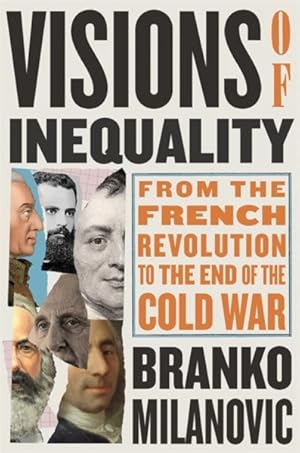 VISIONS OF
INEQUALITY
FROM THE
FRENCH
REVOLUTION
TO THE END OF THE
COLD WAR
BRANKO
MILANOVIC